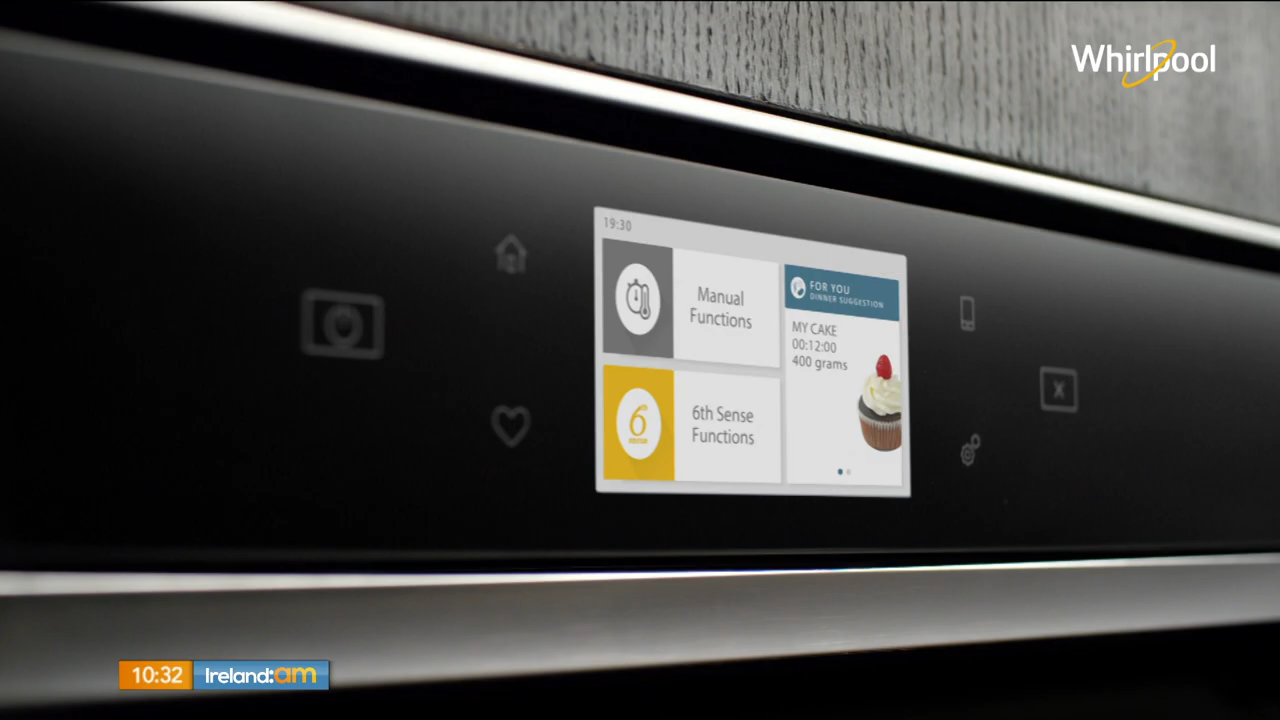 Whirlpool
19:30
Manual
Functions
6th Sense
Functions
FOR YOU
DINNER SUGGESTION
MY CAKE
00:12:00
400 grams
10:32 Ireland:am